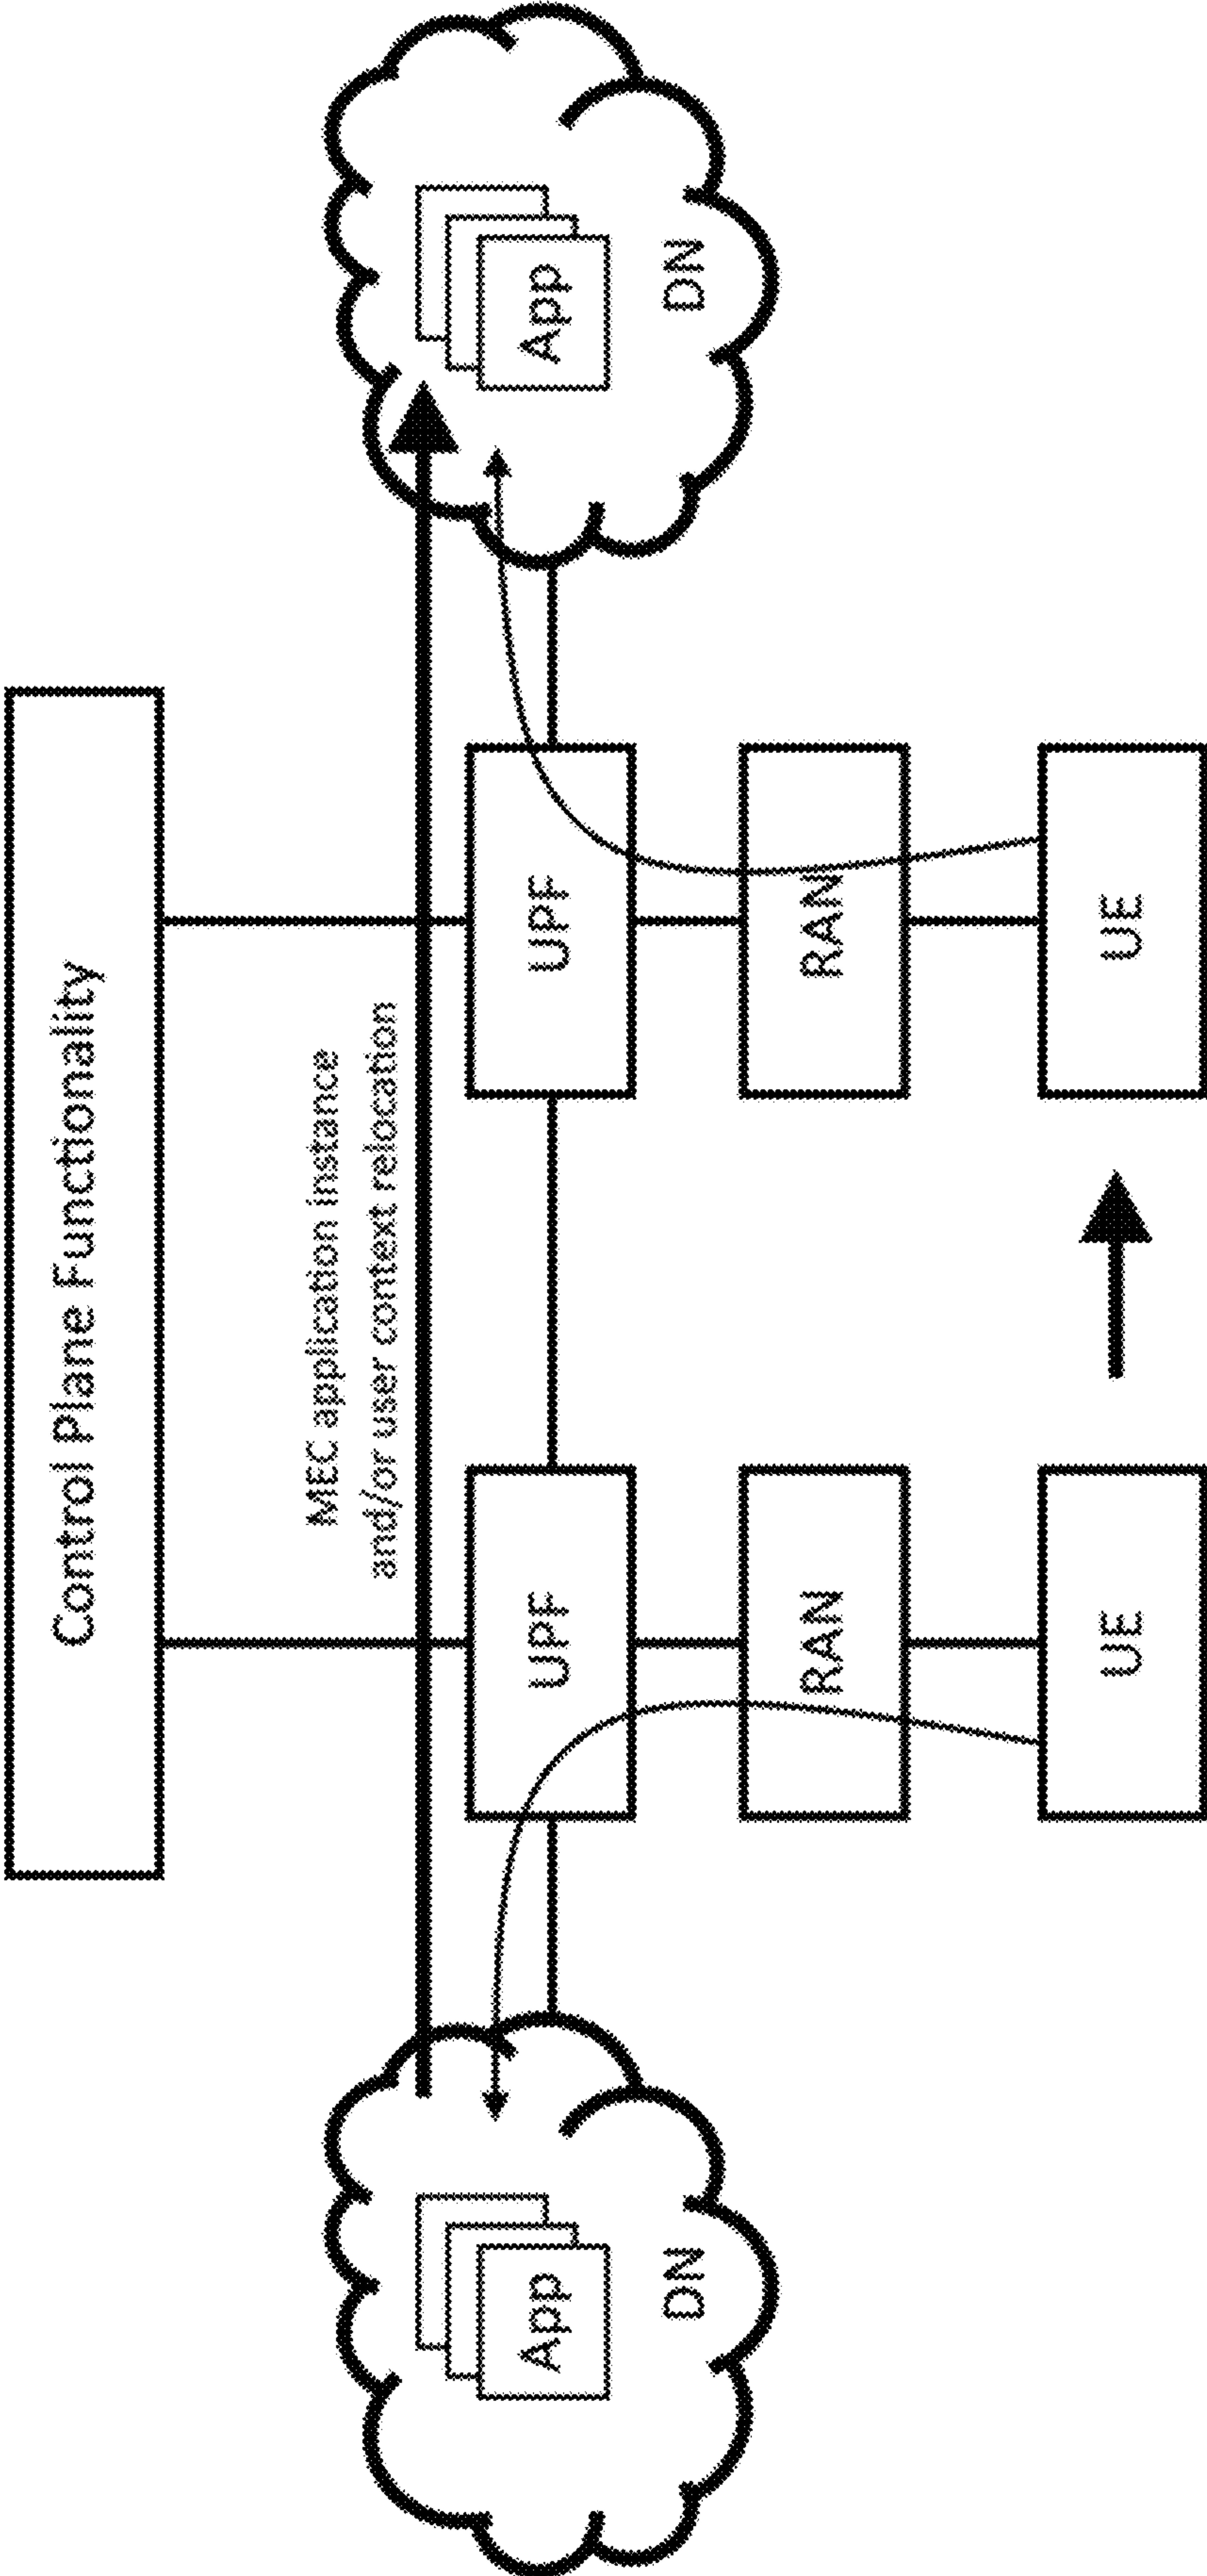 Control Plane Functionality
MEC application instance
and/or user context relocation
App
DN
UPF
UPF
App
DN
RAN
RAN
UE
UE